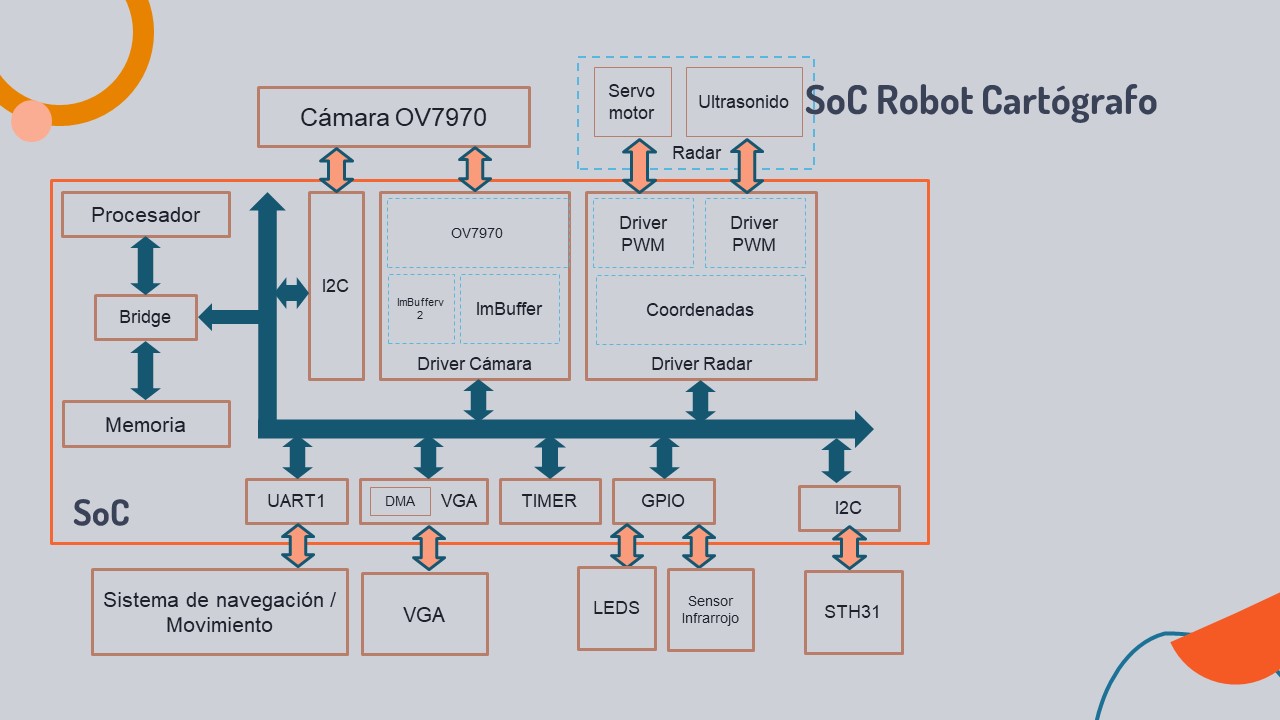 SoC Robot Cartógrafo
Cámara OV7970
Servo
motor
Ultrasonido
Radar
Procesador
Bridge
Memoria
I2C
OV7970
ImBufferv
2
ImBuffer
Driver Cámara
Driver
PWM
Driver
PWM
Coordenadas
Driver Radar
SoC
UART1
DMA
VGA
TIMER
GPIO
I2C
Sistema de navegación /
Movimiento
VGA
LEDS
Sensor
Infrarrojo
STH31